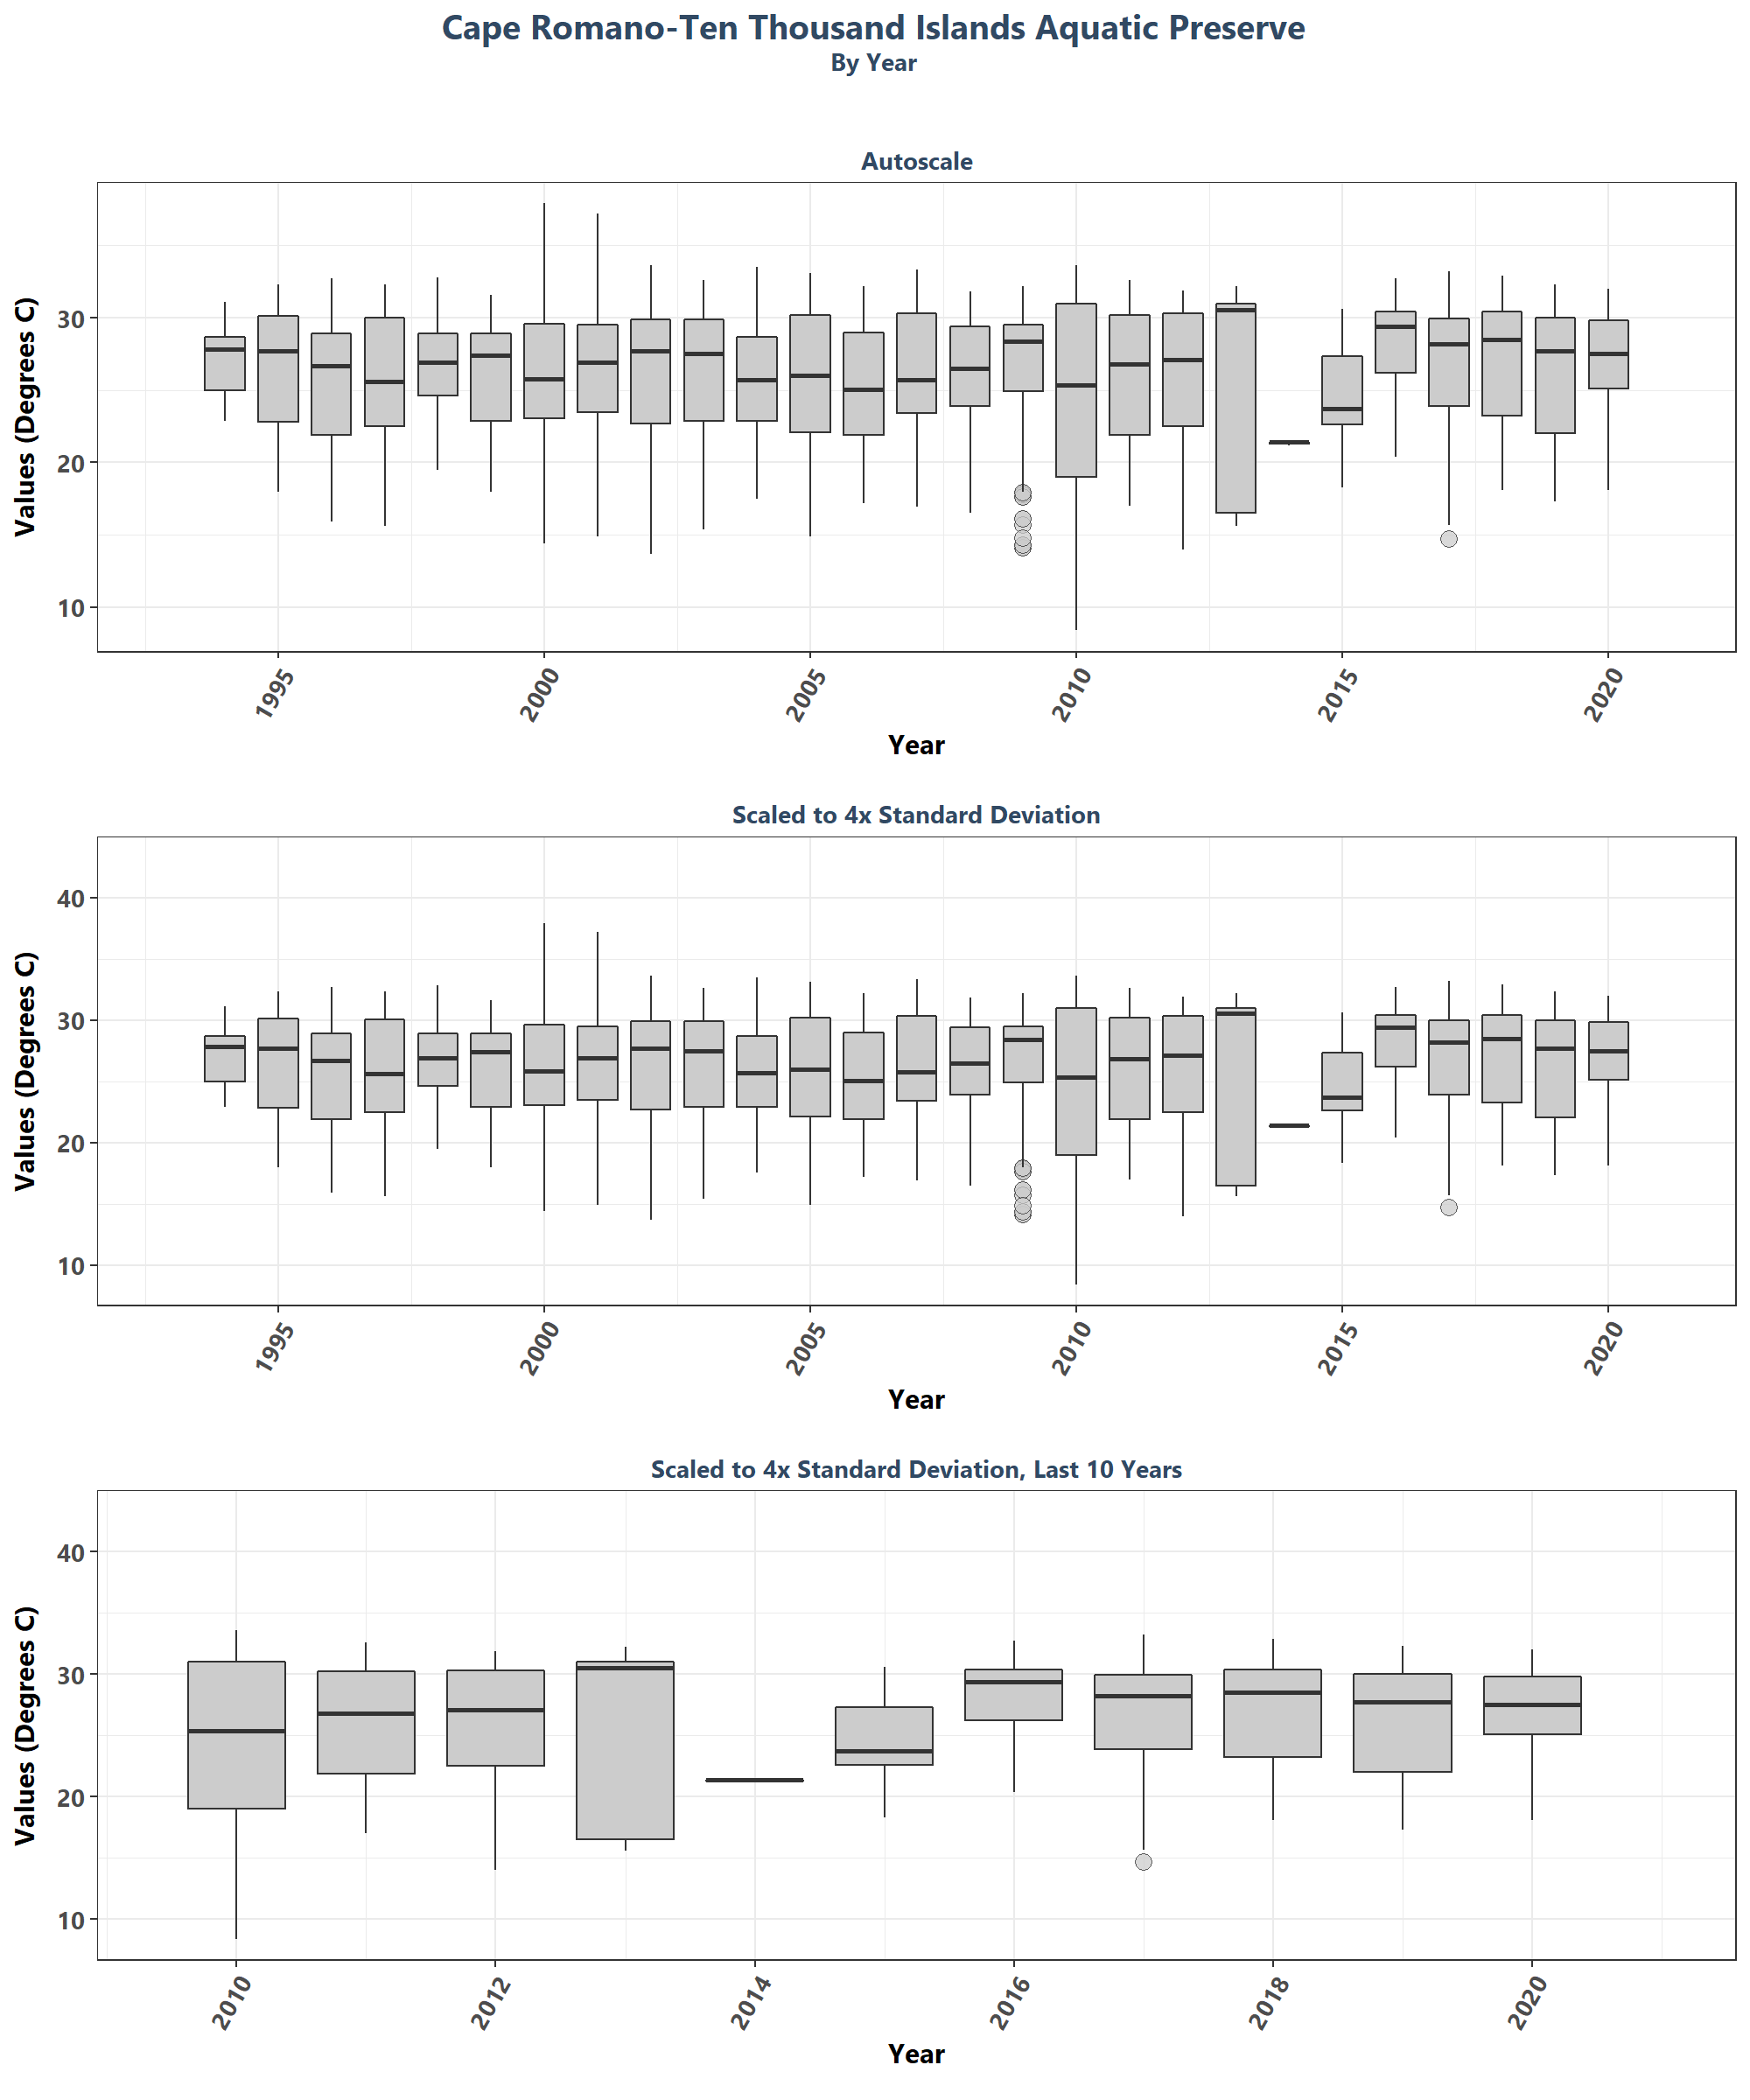 Cape Romano-Ten Thousand Islands Aquatic Preserve
By Year
Autoscale
Values (Degrees C)
30
20
10
1995 2000 2005 2010 2015 2020
Year
Scaled to 4x Standard Deviation
Values (Degrees C)
40
30
20
10
1995 2000 2005 2010 2015 2020
Year
Scaled to 4x Standard Deviation, Last 10 Years
Values (Degrees C)
40
30
20
10
2010 2012 2014 2016 2018 2020
Year